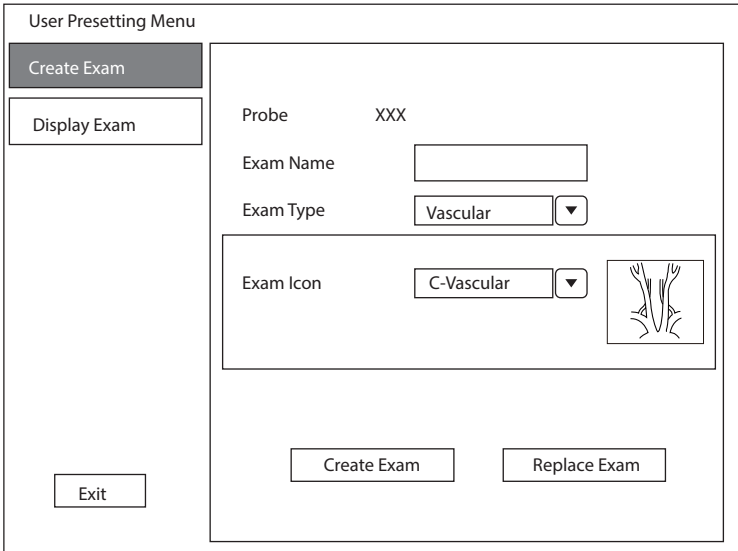 User Presetting Menu
Create Exam
Display Exam
Probe XXX
Exam Name
Exam Type Vascular
Exam Icon C-Vascular
Create Exam Replace Exam
Exit